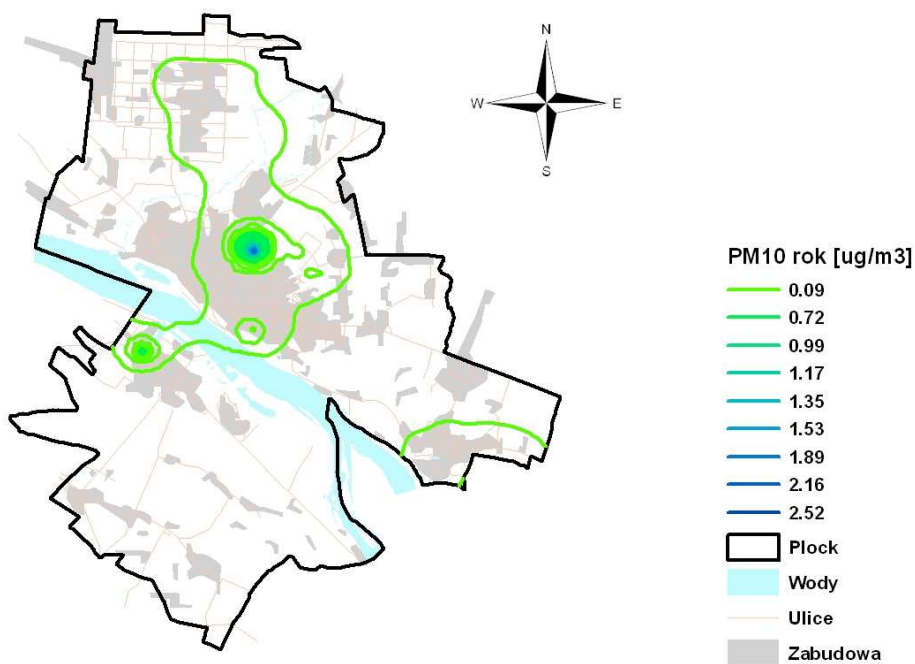 N
W
E
S
PM10 rok [ug/m3]
0.09
0.72
0.99
1.17
1.35
1.53
1.89
2.16
2.52
Plock
Wody
Ulice
Zabudowa